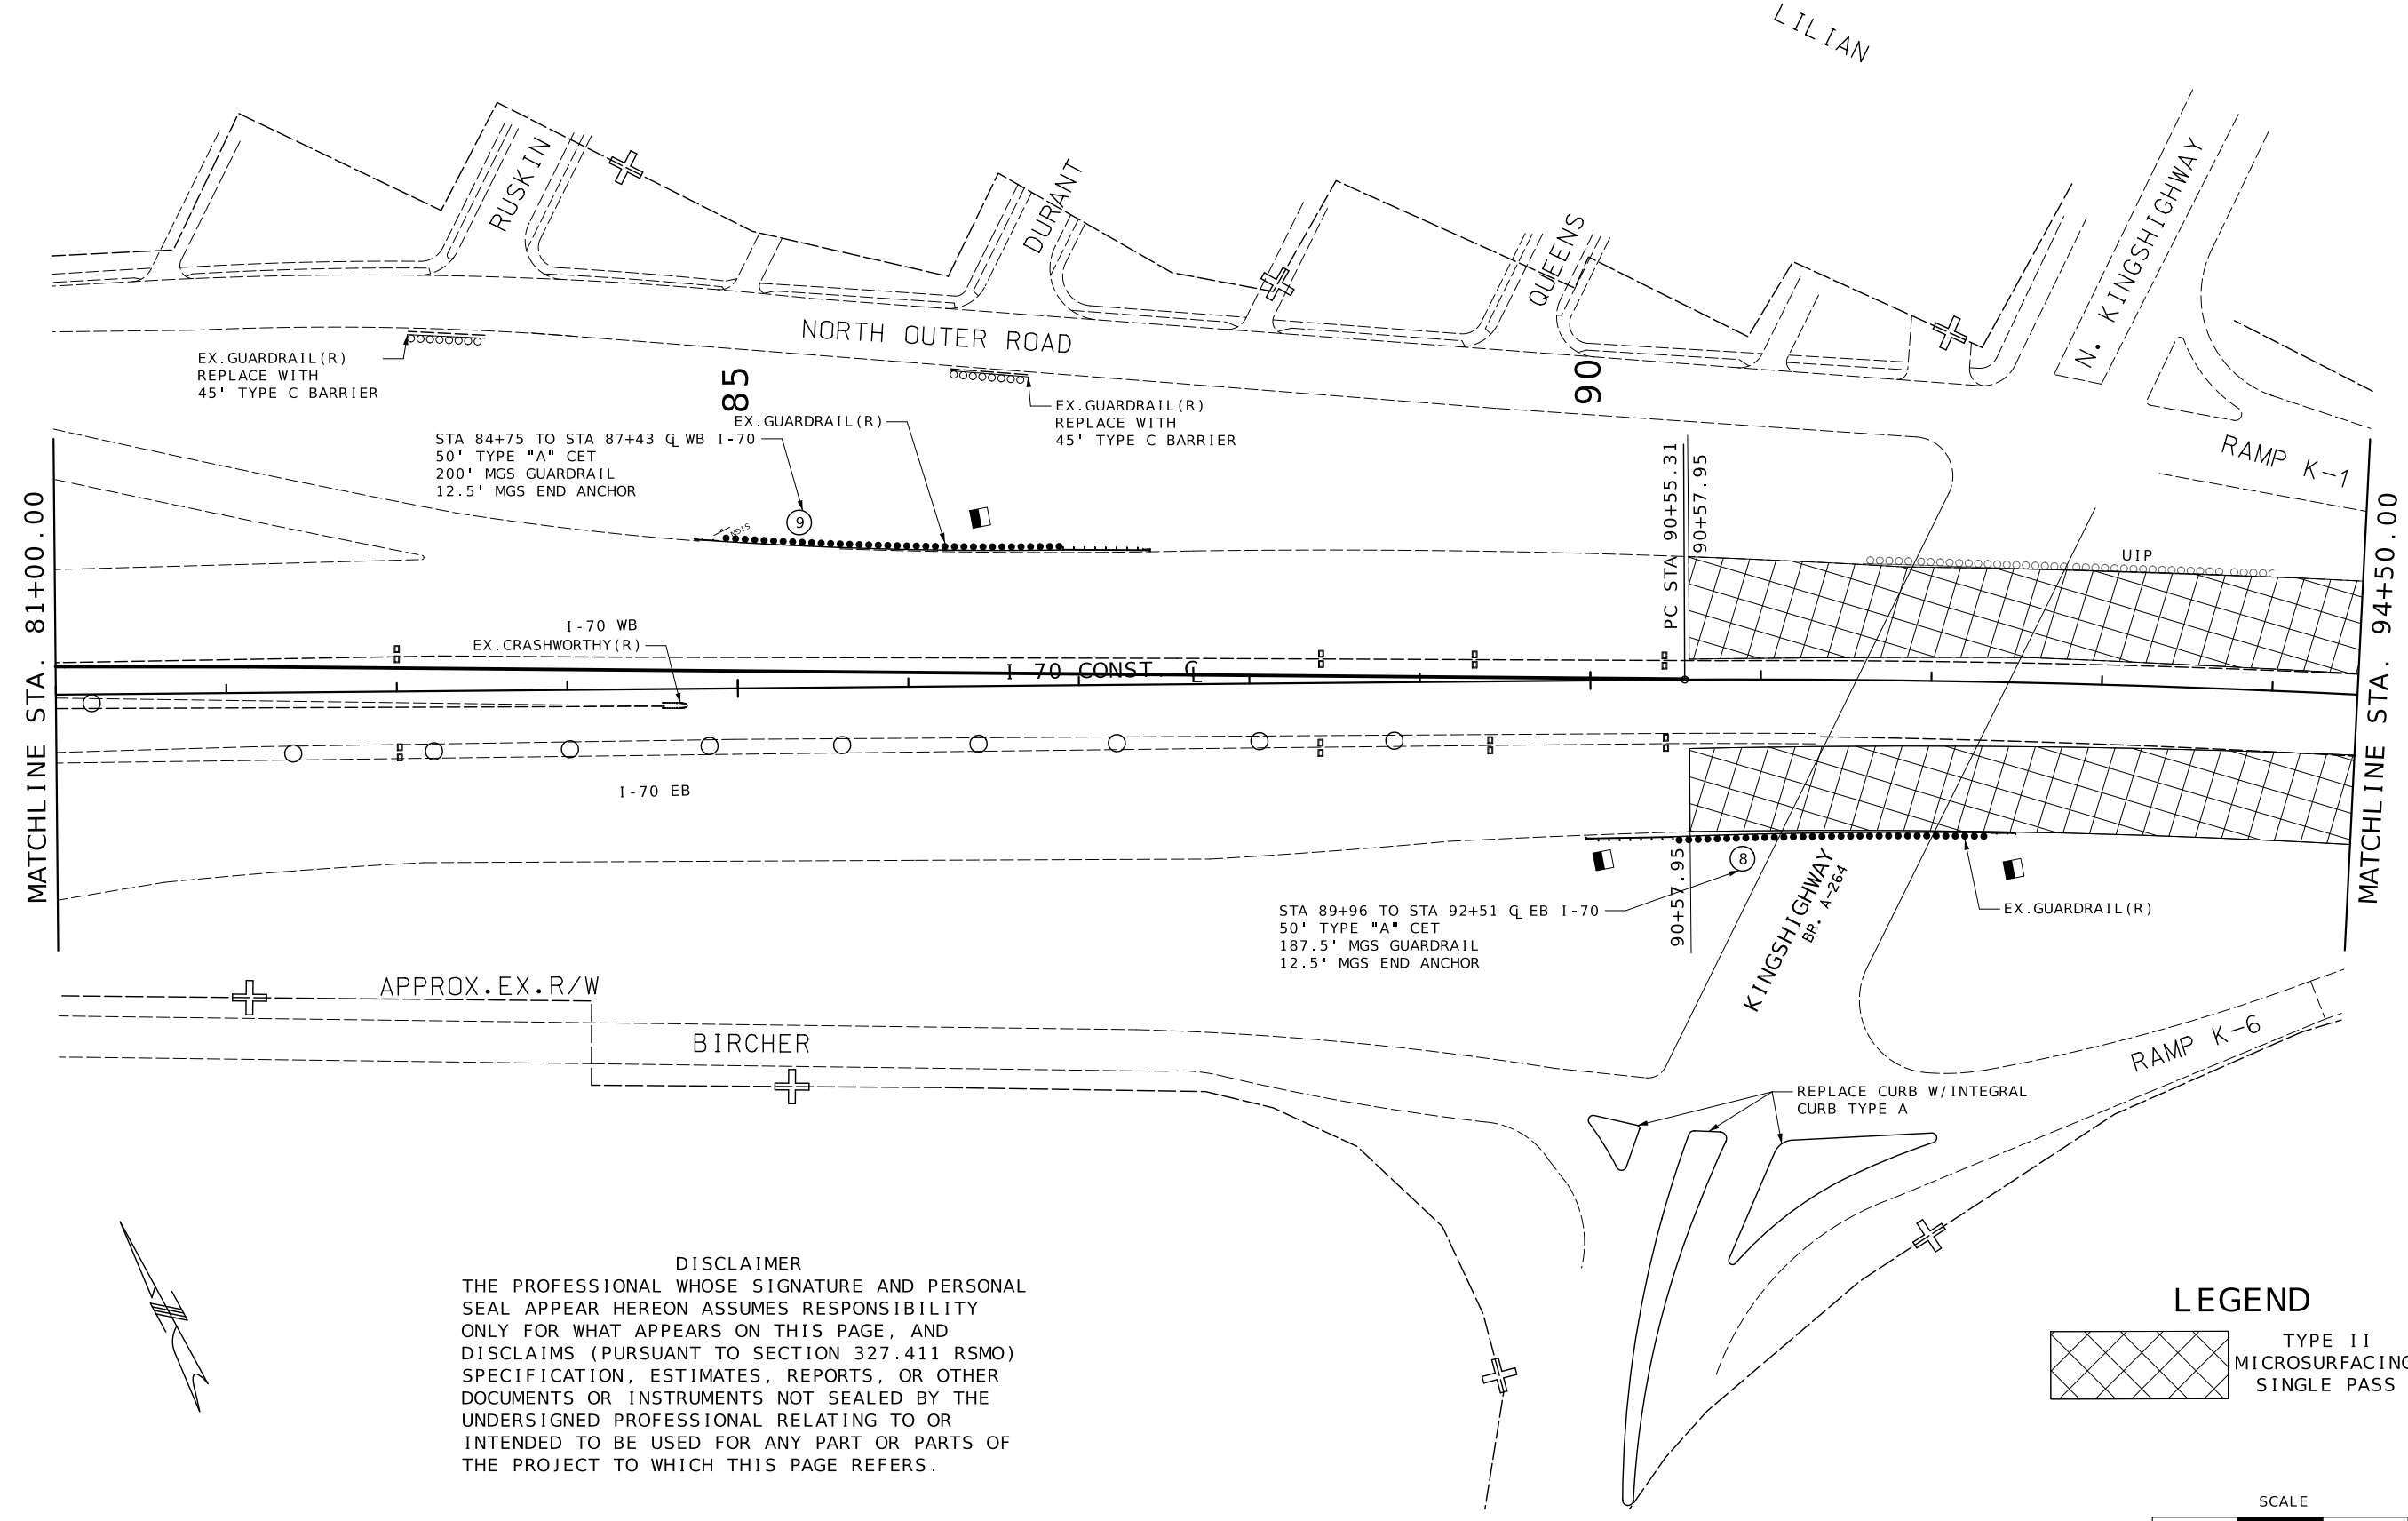 LILIAN
RUSKIN
DURANT
QUEENS
N. KINGSHIGHWAY
NORTH OUTER ROAD
EX.GUARDRAIL(R)
REPLACE WITH
45' TYPE C BARRIER
85
90
EX.GUARDRAIL(R)
REPLACE WITH
45' TYPE C BARRIER
EX.GUARDRAIL(R)
STA 84+75 TO STA 87+43 ℄ WB I-70
50' TYPE "A" CET
200' MGS GUARDRAIL
12.5' MGS END ANCHOR
RAMP K-1
SIGN
9
PC STA 90+55.31
90+57.95
UIP
MATCHLINE STA. 81+00.00
MATCHLINE STA. 94+50.00
I-70 WB
EX.CRASHWORTHY(R)
I-70 CONST. ℄
I-70 EB
8
90+57.95
STA 89+96 TO STA 92+51 ℄ EB I-70
50' TYPE "A" CET
187.5' MGS GUARDRAIL
12.5' MGS END ANCHOR
KINGSHIGHWAY
BR. A-264
EX.GUARDRAIL(R)
APPROX.EX.R/W
BIRCHER
RAMP K-6
REPLACE CURB W/INTEGRAL
CURB TYPE A
DISCLAIMER
THE PROFESSIONAL WHOSE SIGNATURE AND PERSONAL
SEAL APPEAR HEREON ASSUMES RESPONSIBILITY
ONLY FOR WHAT APPEARS ON THIS PAGE, AND
DISCLAIMS (PURSUANT TO SECTION 327.411 RSMO)
SPECIFICATION, ESTIMATES, REPORTS, OR OTHER
DOCUMENTS OR INSTRUMENTS NOT SEALED BY THE
UNDERSIGNED PROFESSIONAL RELATING TO OR
INTENDED TO BE USED FOR ANY PART OR PARTS OF
THE PROJECT TO WHICH THIS PAGE REFERS.
LEGEND
TYPE II
MICROSURFACING
SINGLE PASS
SCALE